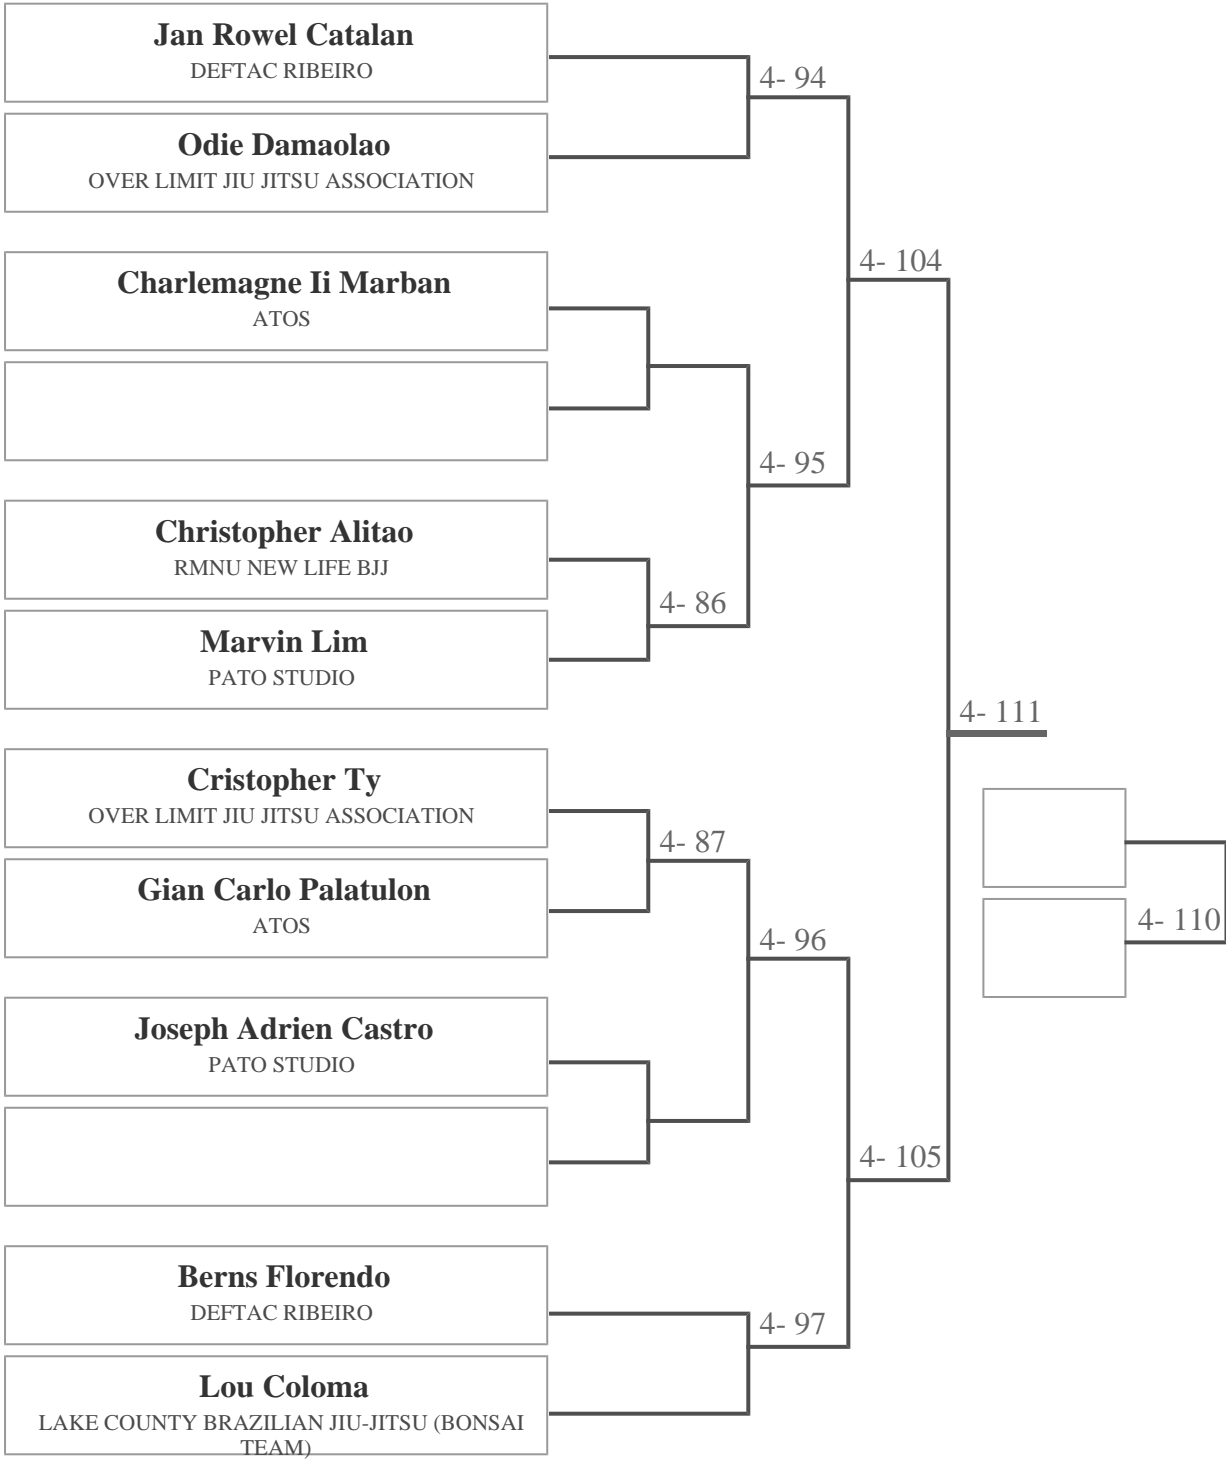 Jan Rowel Catalan
DEFTAC RIBEIRO
4- 94
Odie Damaolao
OVER LIMIT JIU JITSU ASSOCIATION
4- 104
Charlemagne Ii Marban
ATOS
4- 95
Christopher Alitao
RMNU NEW LIFE BJJ
4- 86
Marvin Lim
PATO STUDIO
4- 111
Cristopher Ty
OVER LIMIT JIU JITSU ASSOCIATION
4- 87
Gian Carlo Palatulon
ATOS
4- 110
4- 96
Joseph Adrien Castro
PATO STUDIO
4- 105
Berns Florendo
DEFTAC RIBEIRO
4- 97
Lou Coloma
LAKE COUNTY BRAZILIAN JIU-JITSU (BONSAI
TEAM)